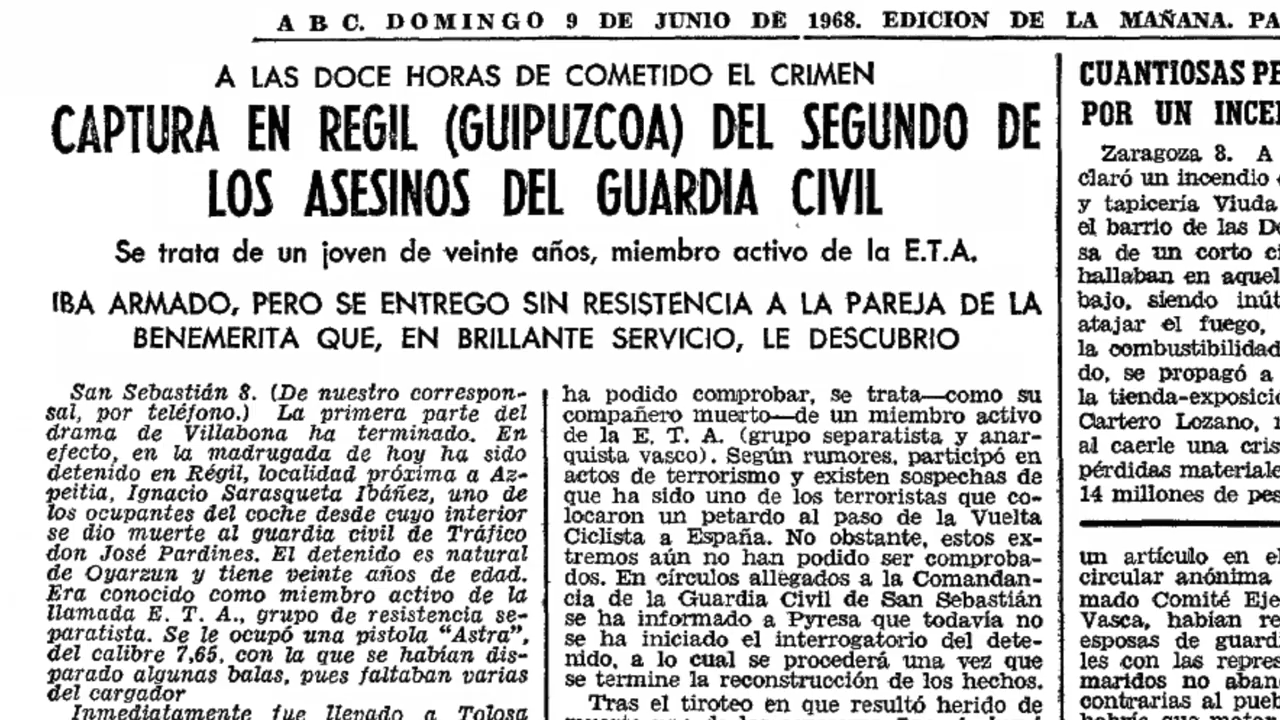 A B C. DOMINGO 9 DE JUNIO DE 1968. EDICION DE LA MAÑANA.
A LAS DOCE HORAS DE COMETIDO EL CRIMEN
CAPTURA EN REGIL (GUIPUZCOA) DEL SEGUNDO DE
LOS ASESINOS DEL GUARDIA CIVIL
Se trata de un joven de veinte años, miembro activo de la E.T.A.
IBA ARMADO, PERO SE ENTREGO SIN RESISTENCIA A LA PAREJA DE LA
BENEMERITA QUE, EN BRILLANTE SERVICIO, LE DESCUBRIO
San Sebastián 8. (De nuestro correspon-
sal, por teléfono.) La primera parte del
drama de Villabona ha terminado. En
efecto, en la madrugada de hoy ha sido
detenido en Régil, localidad próxima a Az-
peitia, Ignacio Sarasqueta Ibáñez, uno de
los ocupantes del coche desde cuyo interior
se dio muerte al guardia civil de Tráfico
don José Pardines. El detenido es natural
de Oyarzun y tiene veinte años de edad.
Era conocido como miembro activo de la
llamada E. T. A., grupo de resistencia se-
paratista. Se le ocupó una pistola "Astra",
del calibre 7,65, con la que se habían dis-
parado algunas balas, pues faltaban varias
del cargador
Inmediatamente fue llevado a Tolosa
ha podido comprobar, se trata—como su
compañero muerto—de un miembro activo
de la E. T. A. (grupo separatista y anar-
quista vasco). Según rumores, participó en
actos de terrorismo y existen sospechas de
que ha sido uno de los terroristas que co-
locaron un petardo al paso de la Vuelta
Ciclista a España. No obstante, estos ex-
tremos aún no han podido ser comproba-
dos. En círculos allegados a la Comandan-
cia de la Guardia Civil de San Sebastián
se ha informado a Pyresa que todavía no
se ha iniciado el interrogatorio del dete-
nido, a lo cual se procederá una vez que
se termine la reconstrucción de los hechos.
Tras el tiroteo en que resultó herido de
CUANTIOSAS PE
POR UN INCE
Zaragoza 8. A
claró un incendio
y tapicería Viuda
el barrio de las De
sa de un corto ci
hallaban en aquel
bajo, siendo inút
atajar el fuego,
la combustibilidad
do, se propagó a
la tienda-exposici
Cartero Lozano,
al caerle una cris
pérdidas materiale
14 millones de pes
un artículo en el
circular anónima
mado Comité Eje
Vasca, habían re
esposas de guardi
les con las repres
maridos no aban
contrarias al pueb